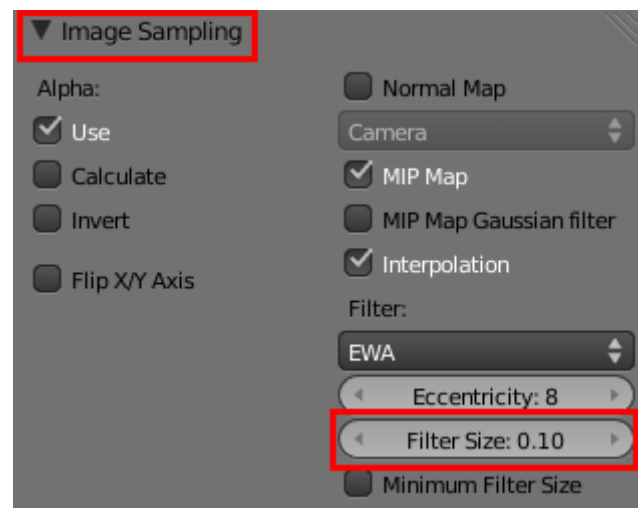 Image Sampling
Alpha:
Use
Calculate
Invert
Flip X/Y Axis
Normal Map
Camera
MIP Map
MIP Map Gaussian filter
Interpolation
Filter:
EWA
Eccentricity: 8
Filter Size: 0.10
Minimum Filter Size